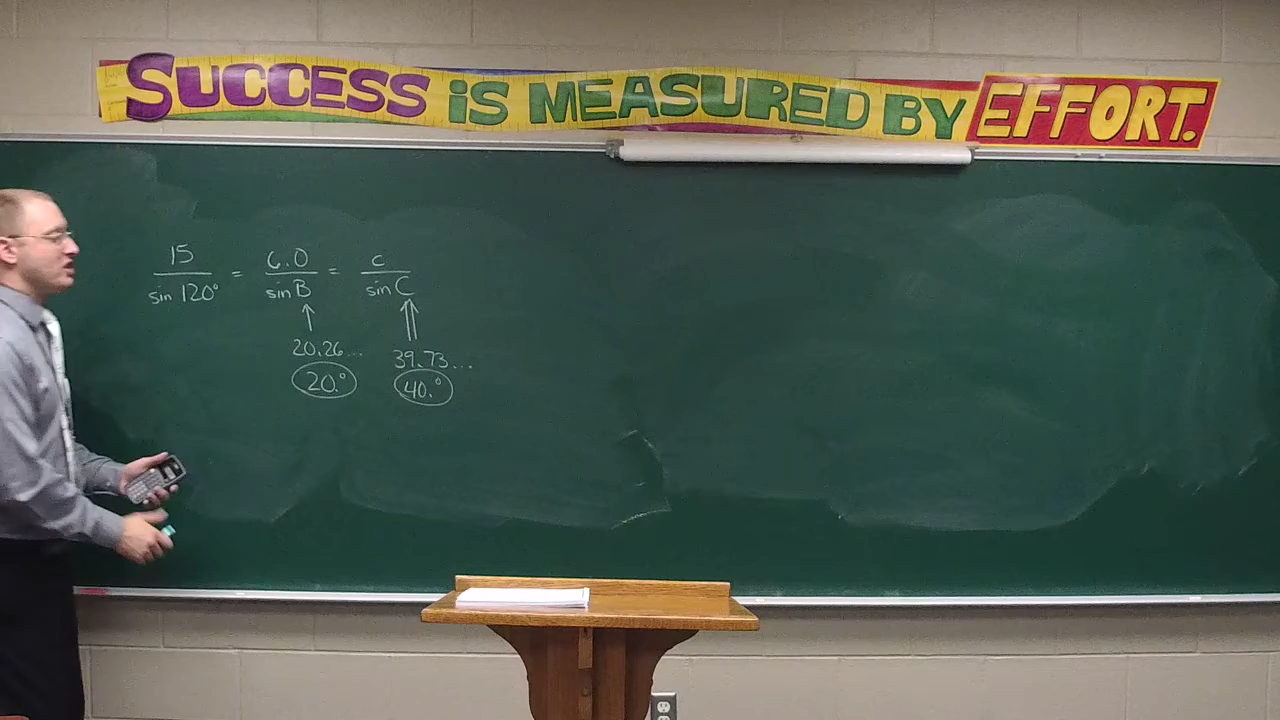 SUCCESS iS MEASURED BY EFFORT.
15/sin 120° = 6.0/sin B = c/sin C
20.26... 39.73...
20.° 40.°